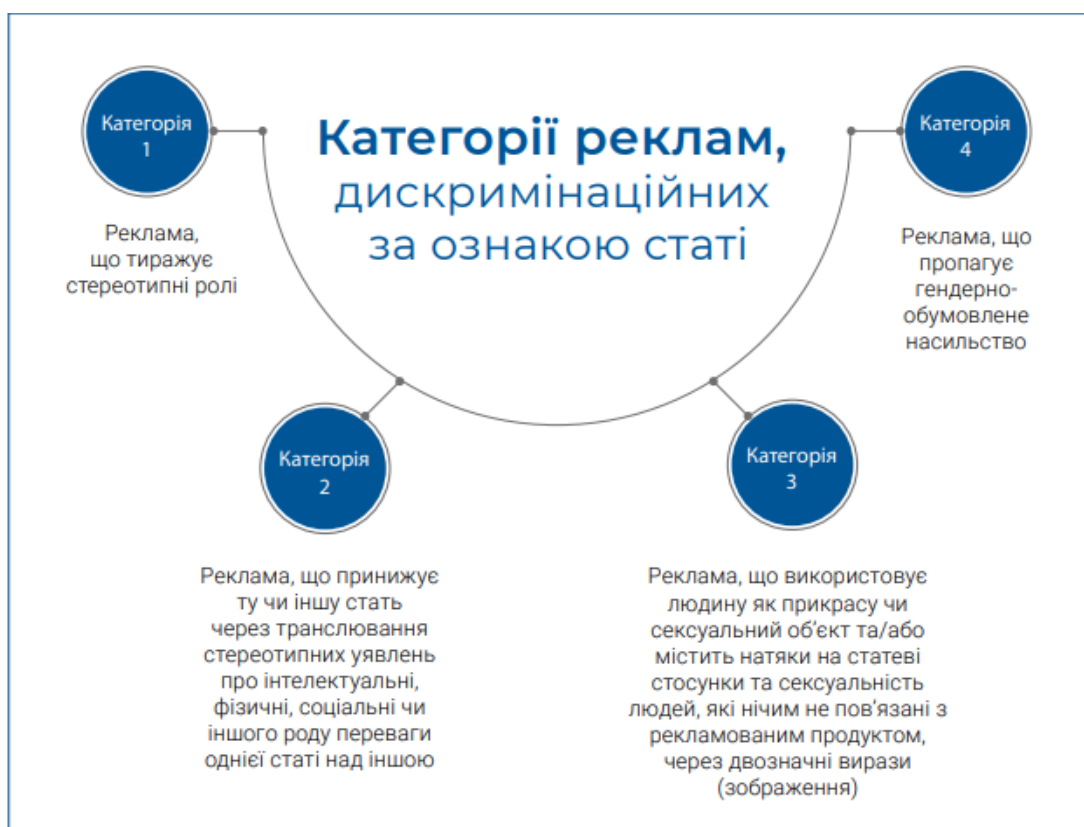 Категорії реклам,
дискримінаційних
за ознакою статі
Категорія
1
Реклама,
що тиражує
стереотипні ролі
Категорія
2
Реклама, що принижує
ту чи іншу стать
через транслювання
стереотипних уявлень
про інтелектуальні,
фізичні, соціальні чи
іншого роду переваги
однієї статі над іншою
Категорія
3
Реклама, що використовує
людину як прикрасу чи
сексуальний об’єкт та/або
містить натяки на статеві
стосунки та сексуальність
людей, які нічим не пов’язані з
рекламованим продуктом,
через двозначні вирази
(зображення)
Категорія
4
Реклама, що
пропагує
гендерно-
обумовлене
насильство